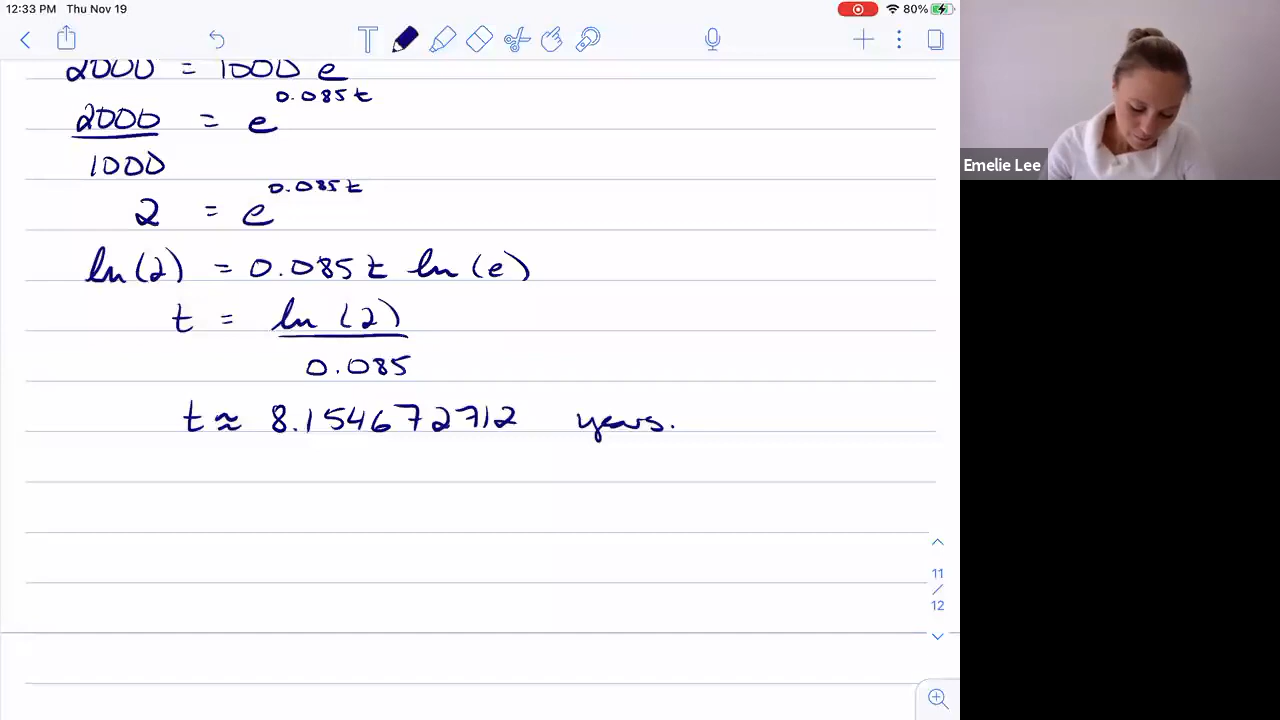 12:33 PM Thu Nov 19 80%
2000 = 1000 e
2000 = e^0.085t
1000
2 = e^0.085t
ln(2) = 0.085t ln(e)
t = ln (2)
0.085
t ≈ 8.154672712 years.
Emelie Lee
11
/
12